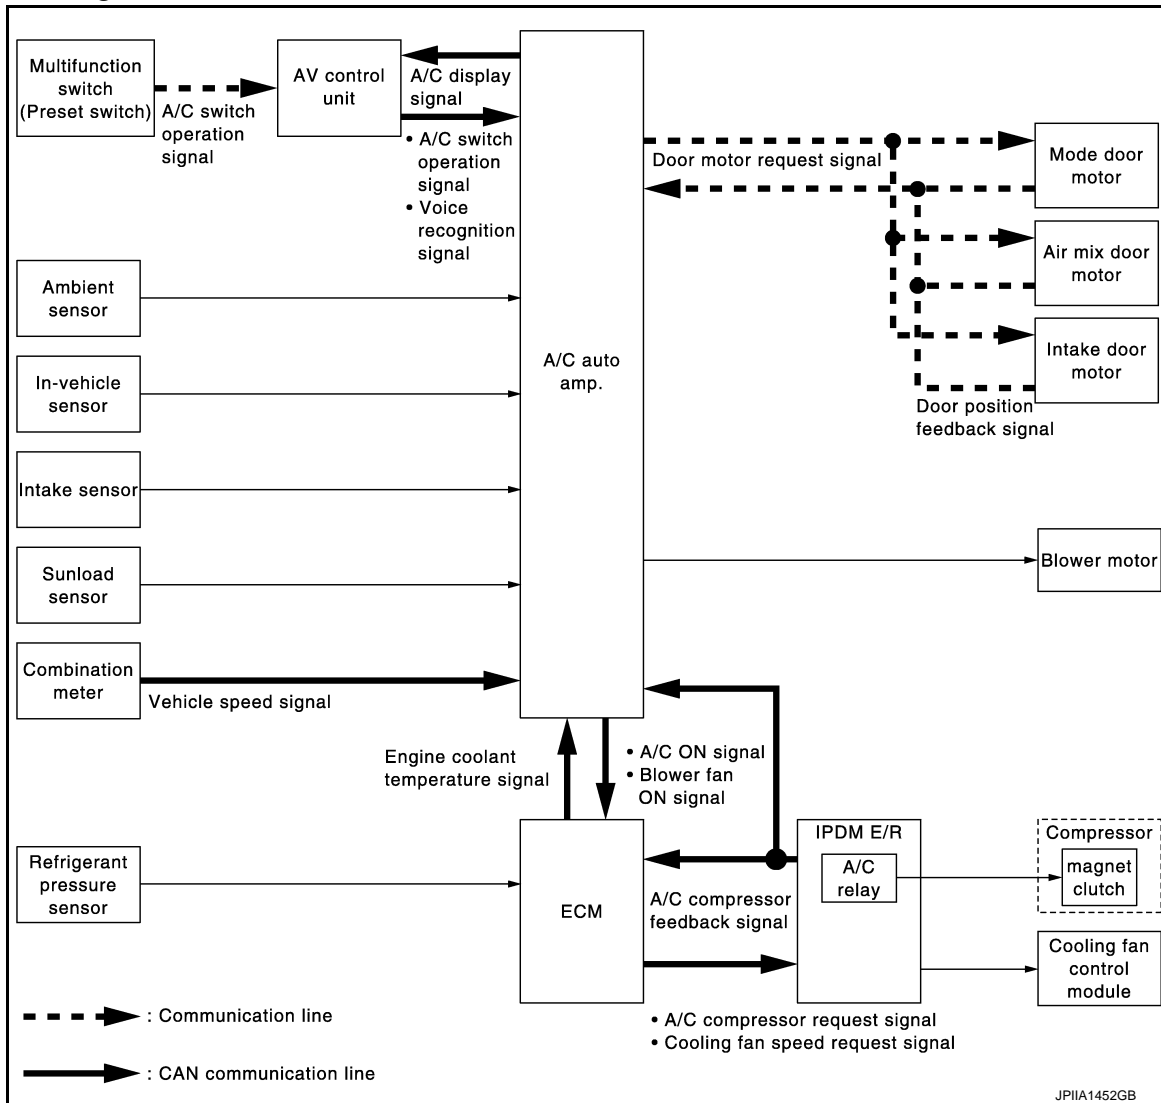 Multifunction
switch
(Preset switch)
A/C switch
operation
signal
AV control
unit
A/C display
signal
• A/C switch
operation
signal
• Voice
recognition
signal
Ambient
sensor
In-vehicle
sensor
Intake sensor
Sunload
sensor
Combination
meter
Vehicle speed signal
A/C auto
amp.
Door motor request signal
Mode door
motor
Air mix door
motor
Intake door
motor
Door position
feedback signal
Blower motor
Engine coolant
temperature signal
• A/C ON signal
• Blower fan
ON signal
Refrigerant
pressure
sensor
ECM
A/C compressor
feedback signal
IPDM E/R
A/C
relay
Compressor
magnet
clutch
Cooling fan
control
module
• A/C compressor request signal
• Cooling fan speed request signal
: Communication line
: CAN communication line
JPIIA1452GB